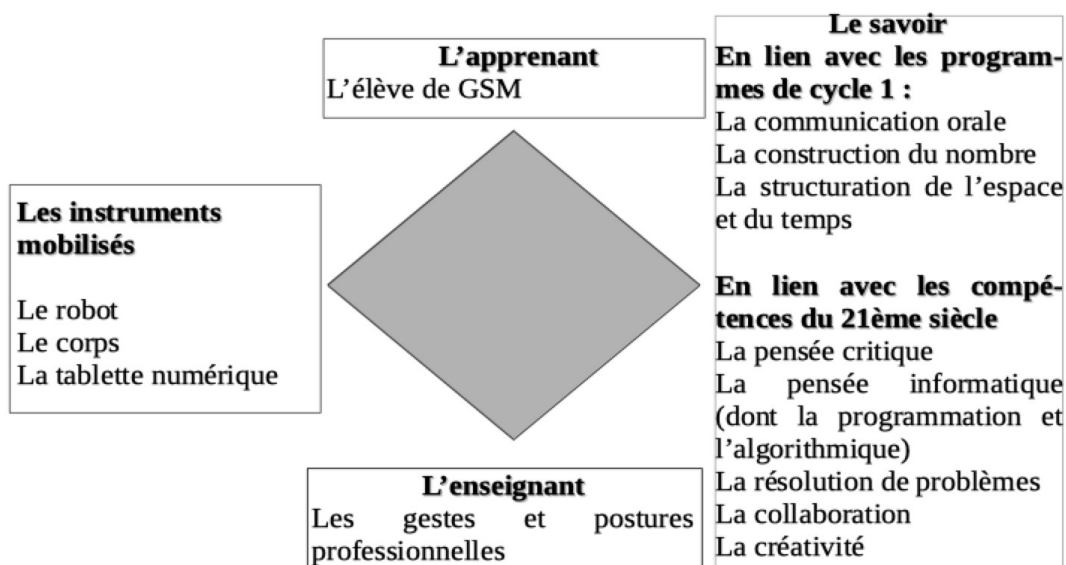 L’apprenant
L’élève de GSM
Les instruments
mobilisés
Le robot
Le corps
La tablette numérique
L’enseignant
Les gestes et postures
professionnelles
Le savoir
En lien avec les program-
mes de cycle 1 :
La communication orale
La construction du nombre
La structuration de l’espace
et du temps
En lien avec les compé-
tences du 21ème siècle
La pensée critique
La pensée informatique
(dont la programmation et
l’algorithmique)
La résolution de problèmes
La collaboration
La créativité